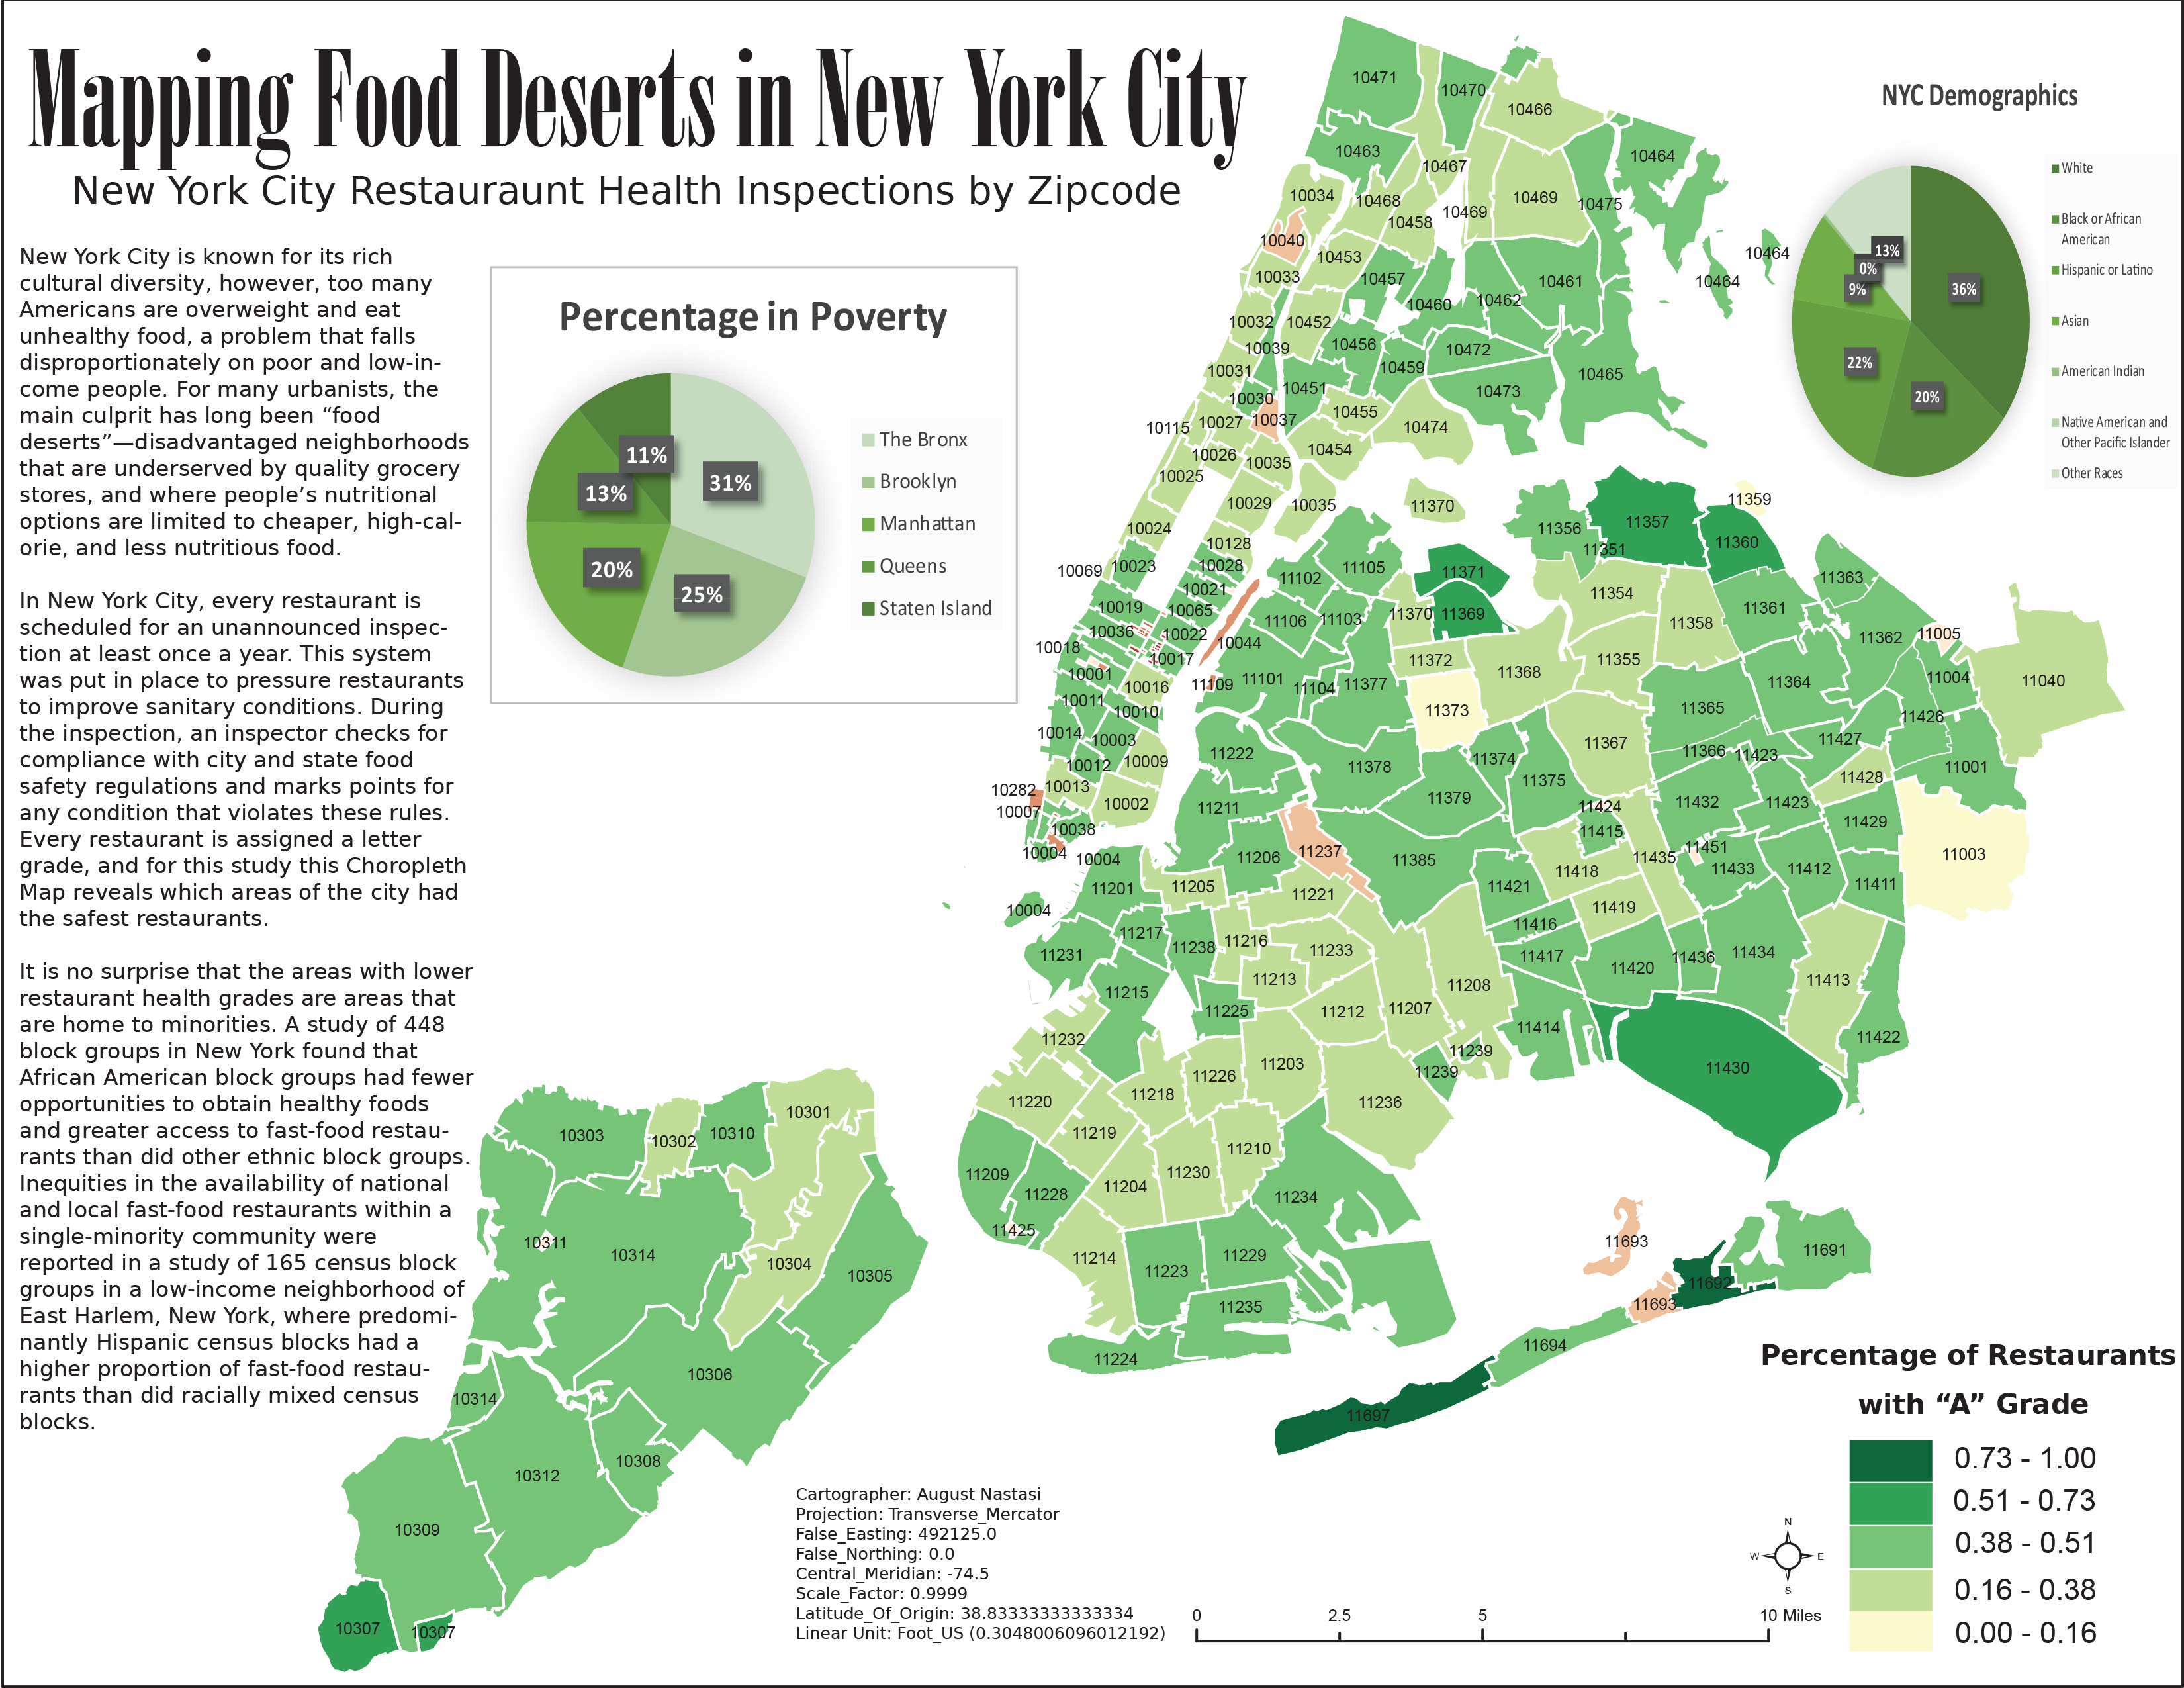 Mapping Food Deserts in New York City
New York City Restauraunt Health Inspections by Zipcode
New York City is known for its rich
cultural diversity, however, too many
Americans are overweight and eat
unhealthy food, a problem that falls
disproportionately on poor and low-in-
come people. For many urbanists, the
main culprit has long been “food
deserts”—disadvantaged neighborhoods
that are underserved by quality grocery
stores, and where people’s nutritional
options are limited to cheaper, high-cal-
orie, and less nutritious food.
In New York City, every restaurant is
scheduled for an unannounced inspec-
tion at least once a year. This system
was put in place to pressure restaurants
to improve sanitary conditions. During
the inspection, an inspector checks for
compliance with city and state food
safety regulations and marks points for
any condition that violates these rules.
Every restaurant is assigned a letter
grade, and for this study this Choropleth
Map reveals which areas of the city had
the safest restaurants.
It is no surprise that the areas with lower
restaurant health grades are areas that
are home to minorities. A study of 448
block groups in New York found that
African American block groups had fewer
opportunities to obtain healthy foods
and greater access to fast-food restau-
rants than did other ethnic block groups.
Inequities in the availability of national
and local fast-food restaurants within a
single-minority community were
reported in a study of 165 census block
groups in a low-income neighborhood of
East Harlem, New York, where predomi-
nantly Hispanic census blocks had a
higher proportion of fast-food restau-
rants than did racially mixed census
blocks.
Percentage in Poverty
11%
31%
13%
20%
25%
The Bronx
Brooklyn
Manhattan
Queens
Staten Island
NYC Demographics
13%
0%
9%
36%
22%
20%
White
Black or African
American
Hispanic or Latino
Asian
American Indian
Native American and
Other Pacific Islander
Other Races
10471
10470
10466
10463
10467
10464
10034
10468
10458
10469
10469
10475
10040
10453
10464
10464
10033
10457
10460
10462
10461
10032
10452
10039
10456
10472
10031
10459
10465
10451
10473
10030
10037
10455
10474
10115
10027
10026
10035
10454
10025
10029
10035
11370
11359
10024
11356
11357
11351
11360
10128
10069
10023
10028
11102
11105
11371
11363
10021
10019
10065
11106
11103
11370
11369
11354
11361
11358
10036
10022
10044
11362
11005
10018
10017
11372
11368
11355
10001
10016
11109
11101
11104
11377
11364
11004
11040
10011
10010
11373
11365
11426
10014
10003
11222
11367
11366
11423
11427
10012
10009
11378
11374
11375
11001
10282
10013
10002
11211
11379
11424
11432
11423
11428
10007
10038
11415
11429
10004
10004
11206
11237
11385
11435
11451
11433
11412
11003
11201
11205
11221
11421
11418
11411
10004
11419
11416
11217
11238
11216
11233
11417
11420
11436
11434
11231
11213
11413
11215
11208
11225
11212
11207
11414
11422
11232
11239
11239
11203
11430
11226
11218
11220
11236
11219
11210
11209
11228
11204
11230
11234
11425
11214
11223
11229
11235
11224
10303
10302
10310
10301
10311
10314
10304
10305
10306
10314
10312
10308
10309
10307
10307
11693
11692
11691
11693
11694
11697
Cartographer: August Nastasi
Projection: Transverse_Mercator
False_Easting: 492125.0
False_Northing: 0.0
Central_Meridian: -74.5
Scale_Factor: 0.9999
Latitude_Of_Origin: 38.83333333333334
Linear Unit: Foot_US (0.3048006096012192)
0
2.5
5
10 Miles
N
W
E
S
Percentage of Restaurants
with “A” Grade
0.73 - 1.00
0.51 - 0.73
0.38 - 0.51
0.16 - 0.38
0.00 - 0.16